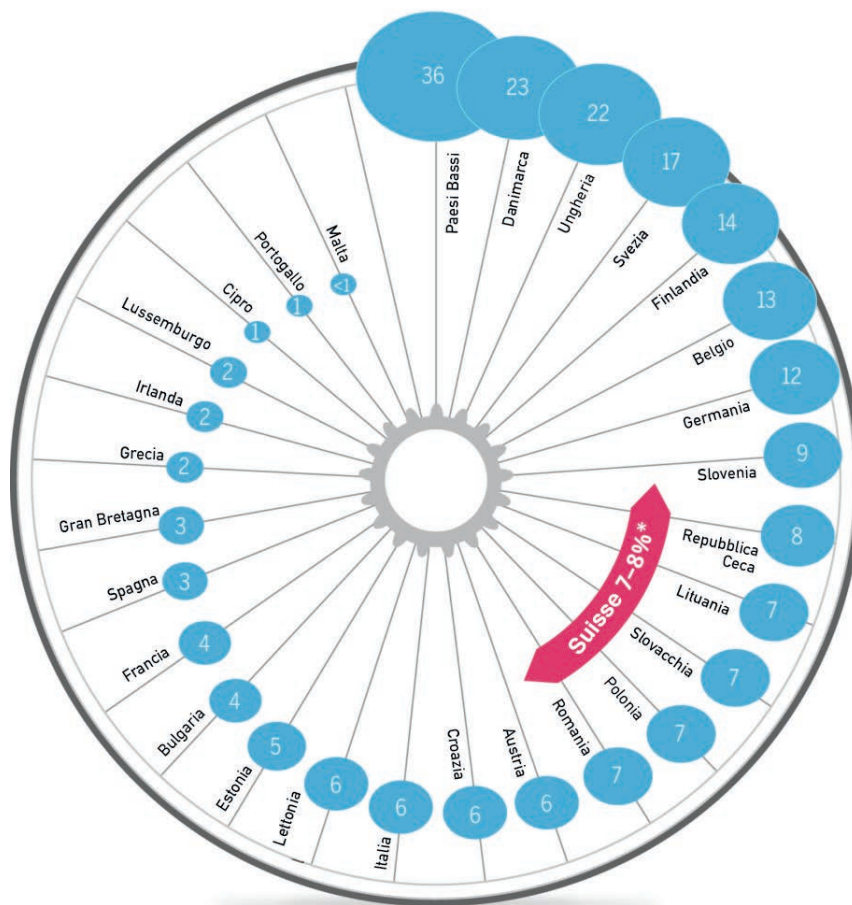 36
Paesi Bassi
23
Danimarca
22
Ungheria
17
Svezia
14
Finlandia
13
Belgio
12
Germania
9
Slovenia
8
Repubblica
Ceca
7
Lituania
7
Slovacchia
7
Polonia
7
Romania
6
Austria
6
Croazia
6
Italia
6
Lettonia
5
Estonia
4
Bulgaria
4
Francia
3
Spagna
3
Gran Bretagna
2
Grecia
2
Irlanda
2
Lussemburgo
1
Cipro
1
Portogallo
<1
Malta
Suisse 7–8%*